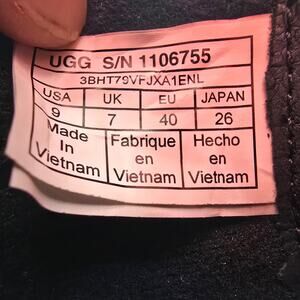 UGG S/N 1106755
3BHT79VFJXA1ENL
USA UK EU JAPAN
9 7 40 26
Made In Vietnam
Fabriqué en Vietnam
Hecho en Vietnam